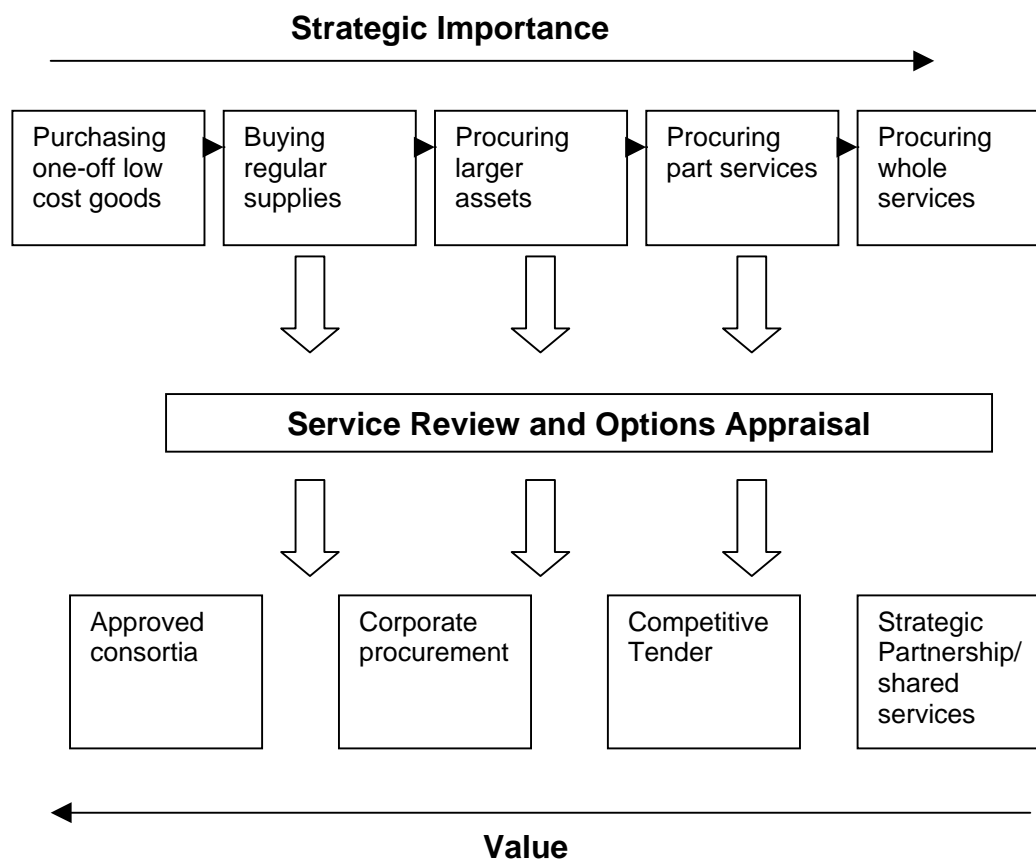 Strategic Importance
Purchasing
one-off low
cost goods
Buying
regular
supplies
Procuring
larger
assets
Procuring
part services
Procuring
whole
services
Service Review and Options Appraisal
Approved
consortia
Corporate
procurement
Competitive
Tender
Strategic
Partnership/
shared
services
Value